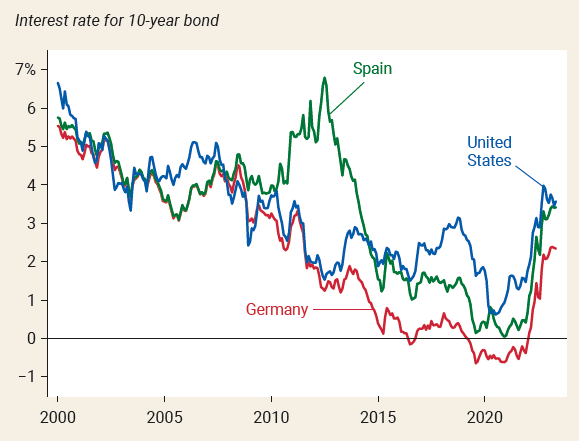 Interest rate for 10-year bond
7%
6
5
4
3
2
1
0
−1
Spain
United
States
Germany
2000
2005
2010
2015
2020